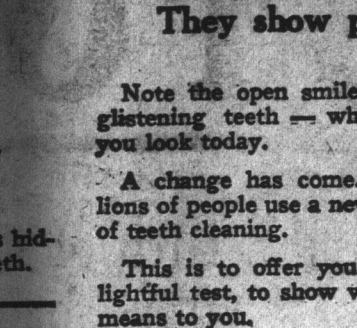 They show
Note the open smile
glistening teeth — wh
you look today.
A change has come.
lions of people use a ne
of teeth cleaning.
This is to offer you
lightful test, to show
means to you.
s hid-
eth.